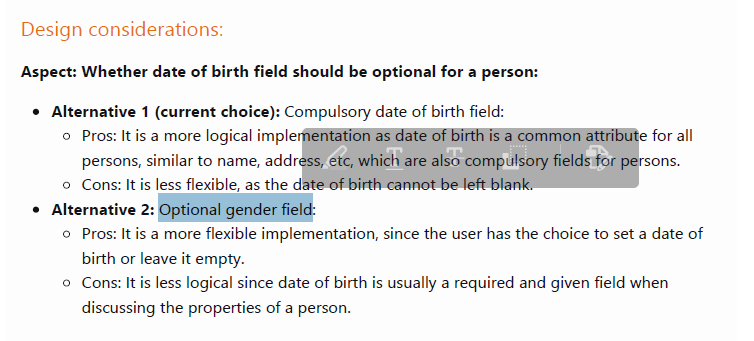 Design considerations:
Aspect: Whether date of birth field should be optional for a person:
• Alternative 1 (current choice): Compulsory date of birth field:
o Pros: It is a more logical implementation as date of birth is a common attribute for all
persons, similar to name, address, etc, which are also compulsory fields for persons.
o Cons: It is less flexible, as the date of birth cannot be left blank.
• Alternative 2: Optional gender field:
o Pros: It is a more flexible implementation, since the user has the choice to set a date of
birth or leave it empty.
o Cons: It is less logical since date of birth is usually a required and given field when
discussing the properties of a person.